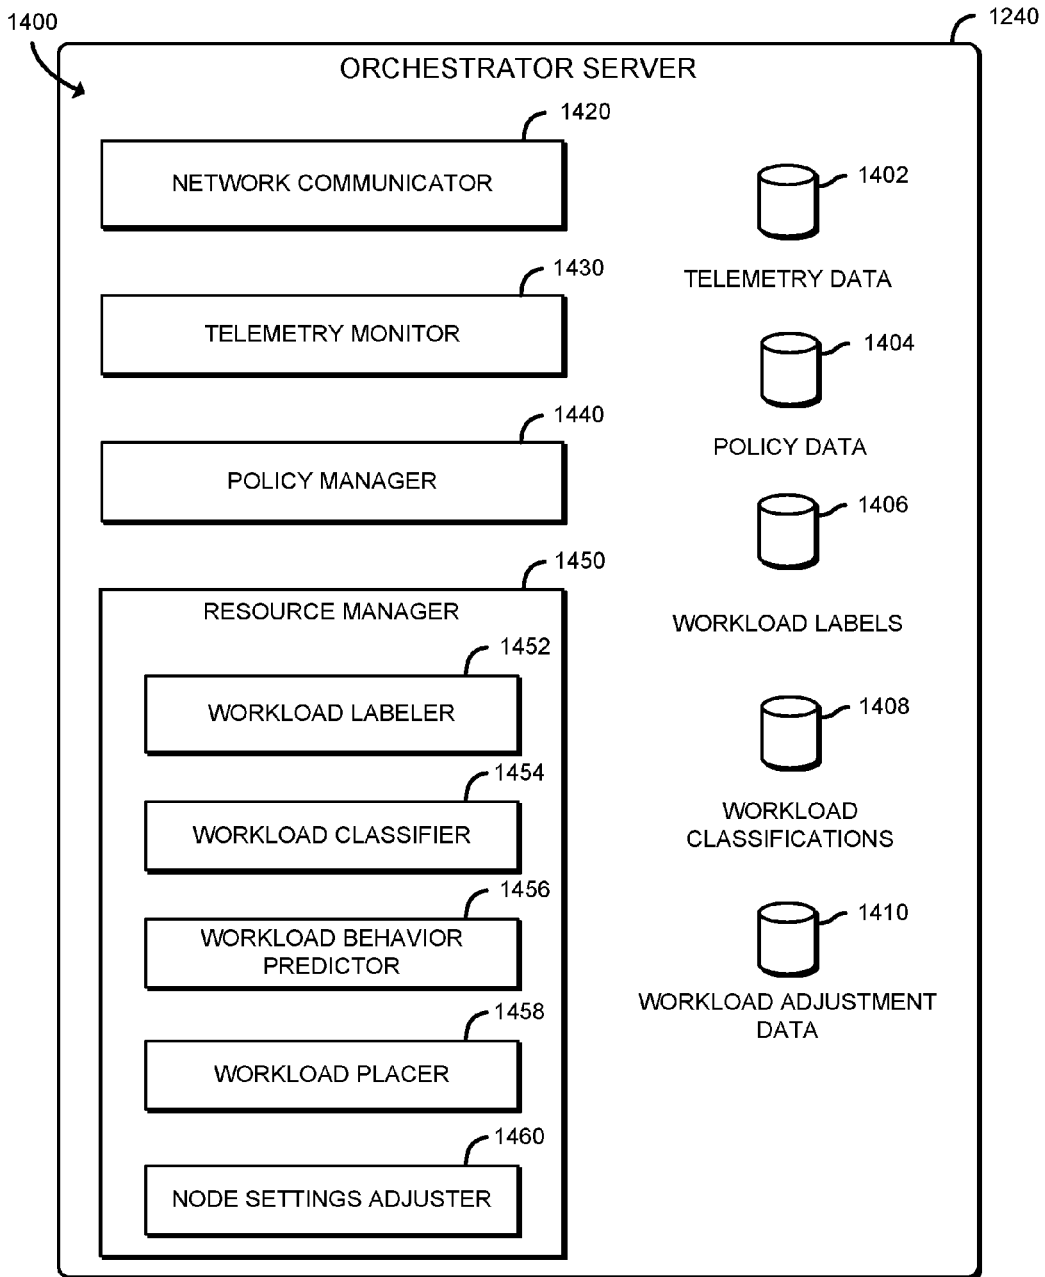 1400
1240
ORCHESTRATOR SERVER
1420
NETWORK COMMUNICATOR
1402
TELEMETRY DATA
1430
TELEMETRY MONITOR
1404
POLICY DATA
1440
POLICY MANAGER
1406
WORKLOAD LABELS
1450
RESOURCE MANAGER
1452
WORKLOAD LABELER
1408
WORKLOAD
CLASSIFICATIONS
1454
WORKLOAD CLASSIFIER
1456
WORKLOAD BEHAVIOR
PREDICTOR
1410
WORKLOAD ADJUSTMENT
DATA
1458
WORKLOAD PLACER
1460
NODE SETTINGS ADJUSTER